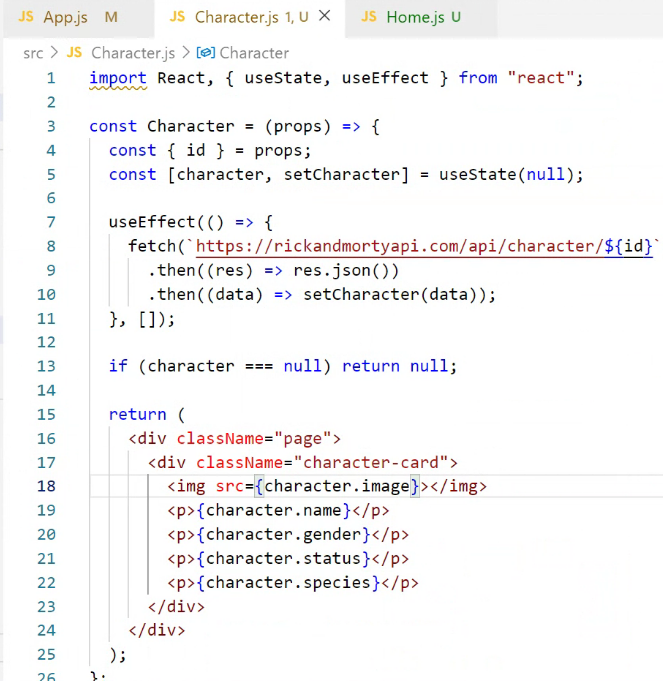 JS App.js M JS Character.js 1, U × JS Home.js U
src > JS Character.js > Character
1 import React, { useState, useEffect } from "react";
2
3 const Character = (props) => {
4 const { id } = props;
5 const [character, setCharacter] = useState(null);
6
7 useEffect(() => {
8 fetch(`https://rickandmortyapi.com/api/character/${id}`
9 .then((res) => res.json())
10 .then((data) => setCharacter(data));
11 }, []);
12
13 if (character === null) return null;
14
15 return (
16 <div className="page">
17 <div className="character-card">
18 <img src={character.image}></img>
19 <p>{character.name}</p>
20 <p>{character.gender}</p>
21 <p>{character.status}</p>
22 <p>{character.species}</p>
23 </div>
24 </div>
25 );
26 };